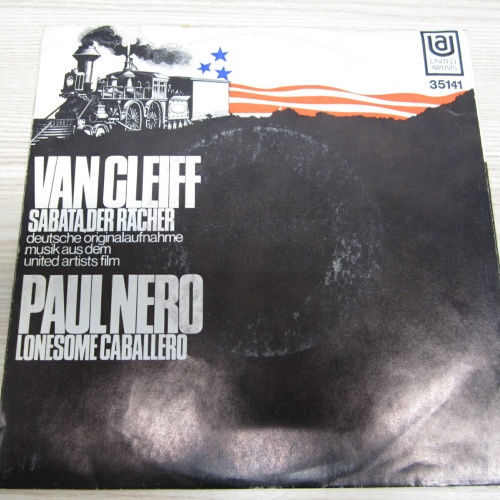 ua
UNITED
ARTISTS
35141
VAN CLEIFF
SABATA, DER RÄCHER
deutsche originalaufnahme
musik aus dem
united artists film
PAUL NERO
LONESOME CABALLERO